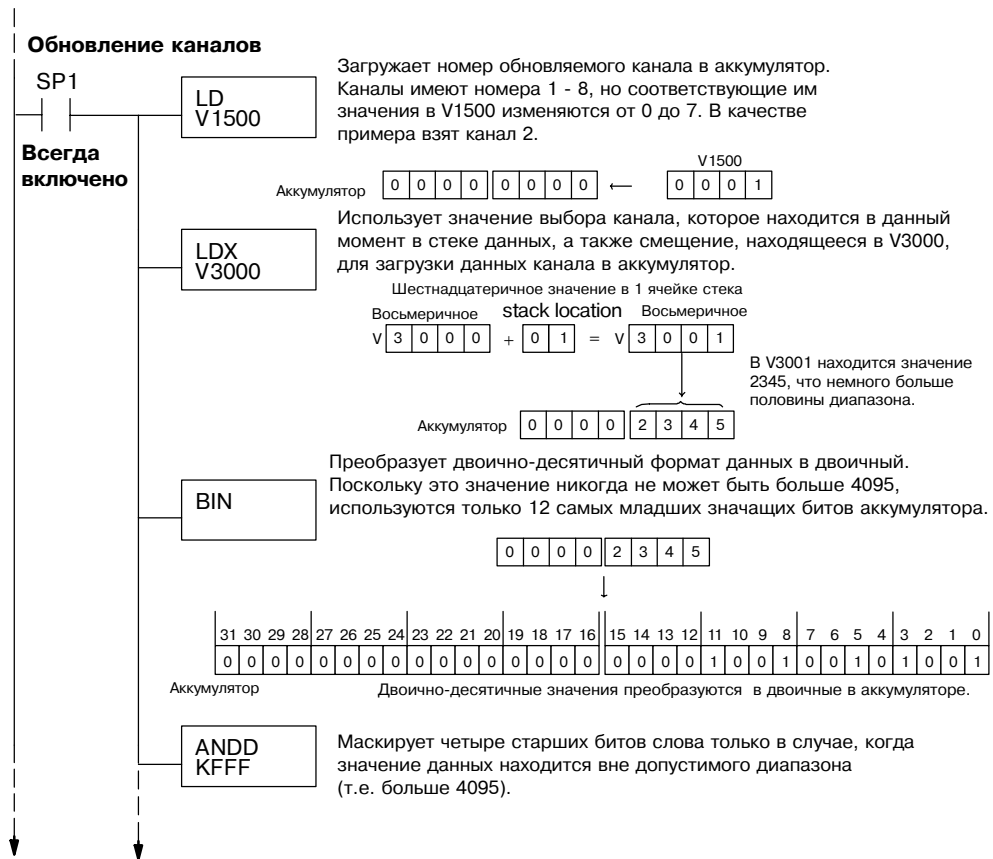 Обновление каналов
SP1
Всегда
включено
LD
V1500
Загружает номер обновляемого канала в аккумулятор.
Каналы имеют номера 1 - 8, но соответствующие им
значения в V1500 изменяются от 0 до 7. В качестве
примера взят канал 2.
V1500
Аккумулятор 0 0 0 0 0 0 0 0 ← 0 0 0 1
LDX
V3000
Использует значение выбора канала, которое находится в данный
момент в стеке данных, а также смещение, находящееся в V3000,
для загрузки данных канала в аккумулятор.
Шестнадцатеричное значение в 1 ячейке стека
Восьмеричное stack location Восьмеричное
V 3 0 0 0 + 0 1 = V 3 0 0 1
В V3001 находится значение
2345, что немного больше
половины диапазона.
Аккумулятор 0 0 0 0 2 3 4 5
BIN
Преобразует двоично-десятичный формат данных в двоичный.
Поскольку это значение никогда не может быть больше 4095,
используются только 12 самых младших значащих битов аккумулятора.
0 0 0 0 2 3 4 5
31 30 29 28 27 26 25 24 23 22 21 20 19 18 17 16 15 14 13 12 11 10 9 8 7 6 5 4 3 2 1 0
0 0 0 0 0 0 0 0 0 0 0 0 0 0 0 0 0 0 0 0 1 0 0 1 0 0 1 0 1 0 0 1
Аккумулятор Двоично-десятичные значения преобразуются в двоичные в аккумуляторе.
ANDD
KFFF
Маскирует четыре старших битов слова только в случае, когда
значение данных находится вне допустимого диапазона
(т.е. больше 4095).